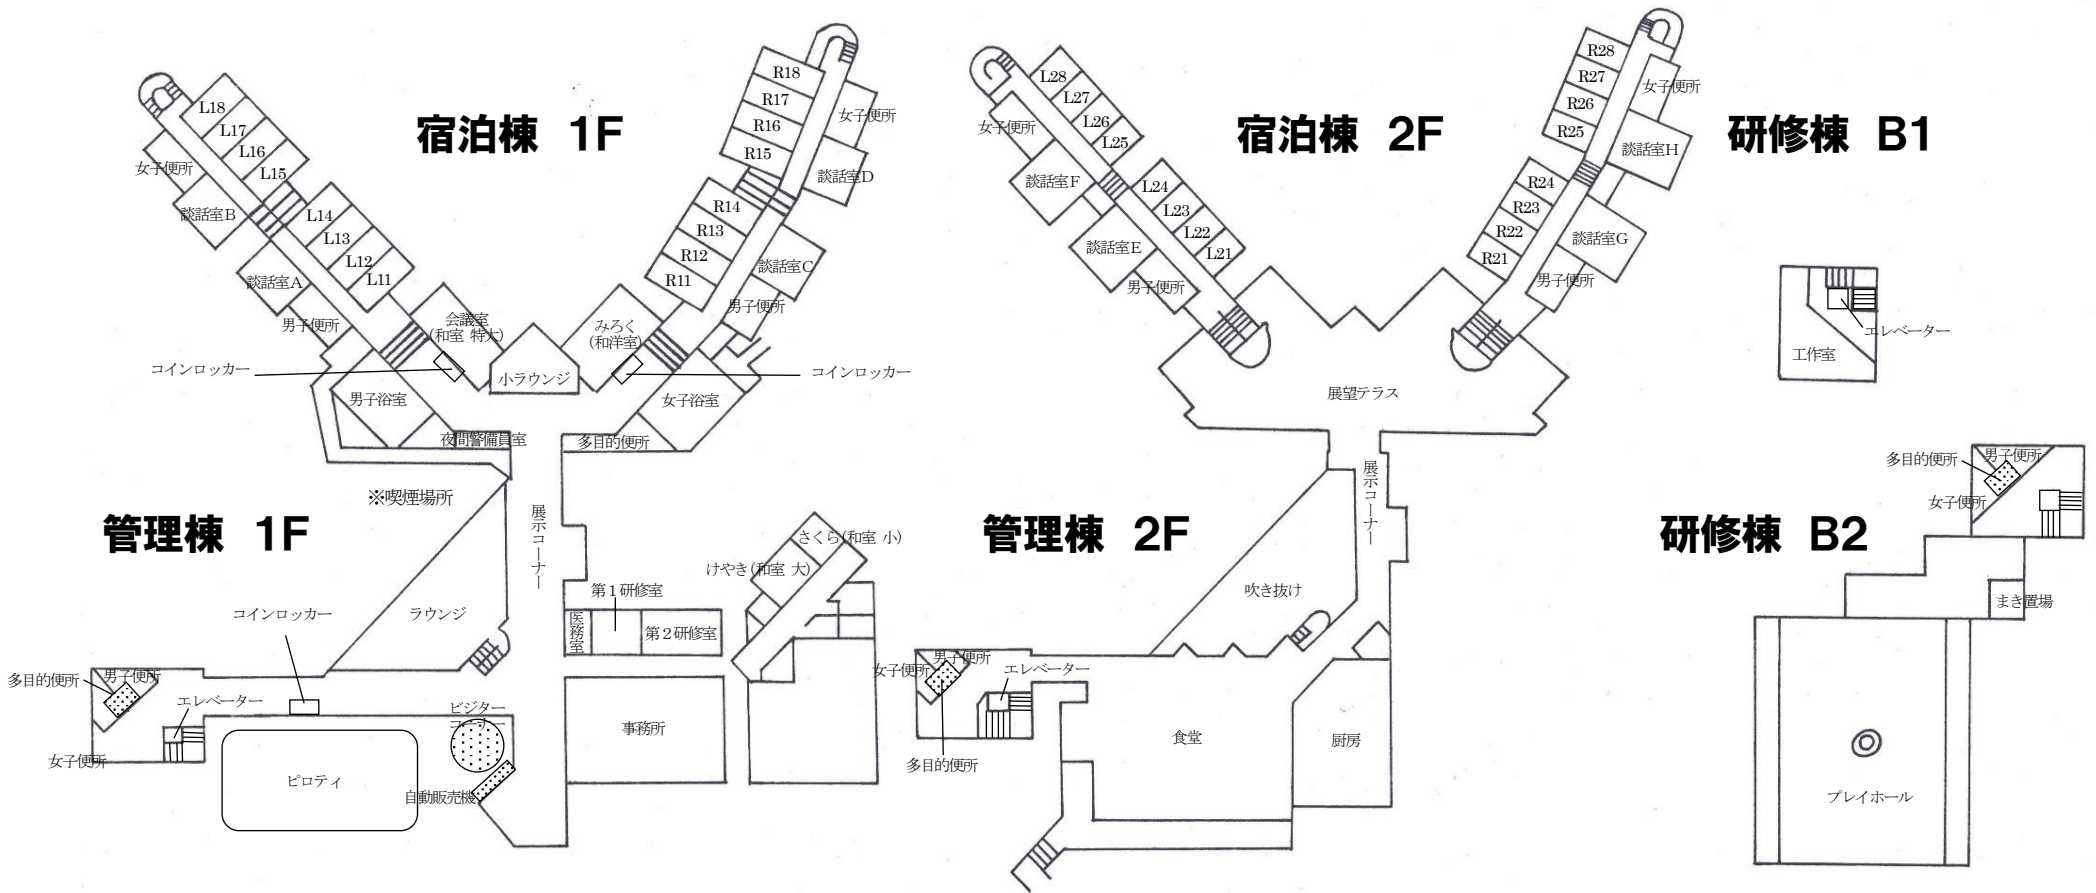 宿泊棟 1F
L18
L17
L16
L15
L14
L13
L12
L11
女子便所
談話室B
談話室A
男子便所
コインロッカー
会議室
(和室 特大)
小ラウンジ
みろく
(和洋室)
コインロッカー
R18
R17
R16
R15
R14
R13
R12
R11
女子便所
談話室D
談話室C
男子便所
男子浴室
女子浴室
夜間警備員室
多目的便所
宿泊棟 2F
L28
L27
L26
L25
L24
L23
L22
L21
女子便所
談話室F
談話室E
男子便所
R28
R27
R26
R25
R24
R23
R22
R21
女子便所
談話室H
談話室G
男子便所
展望テラス
研修棟 B1
エレベーター
工作室
管理棟 1F
※喫煙場所
展示コーナー
ラウンジ
コインロッカー
さくら(和室 小)
けやき(和室 大)
第1研修室
医務室
第2研修室
男子便所
多目的便所
エレベーター
女子便所
ビジター
コーナー
ピロティ
自動販売機
事務所
管理棟 2F
展示コーナー
吹き抜け
女子便所
男子便所
エレベーター
多目的便所
食堂
厨房
研修棟 B2
男子便所
多目的便所
女子便所
まき置場
プレイホール